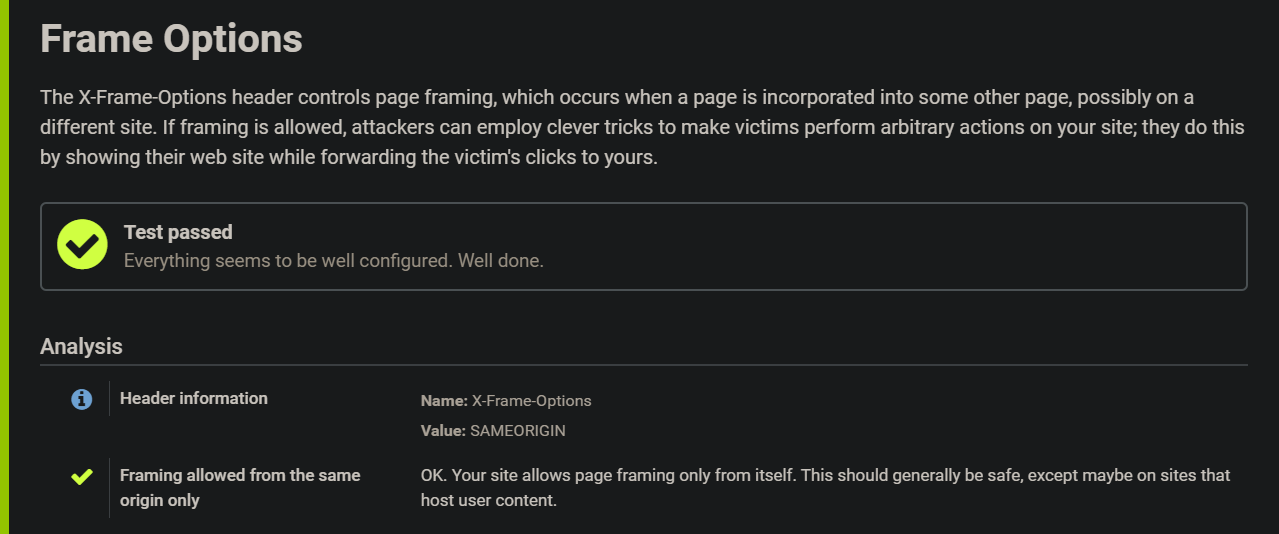 Frame Options
The X-Frame-Options header controls page framing, which occurs when a page is incorporated into some other page, possibly on a
different site. If framing is allowed, attackers can employ clever tricks to make victims perform arbitrary actions on your site; they do this
by showing their web site while forwarding the victim's clicks to yours.
Test passed
Everything seems to be well configured. Well done.
Analysis
Header information
Name: X-Frame-Options
Value: SAMEORIGIN
Framing allowed from the same
origin only
OK. Your site allows page framing only from itself. This should generally be safe, except maybe on sites that
host user content.